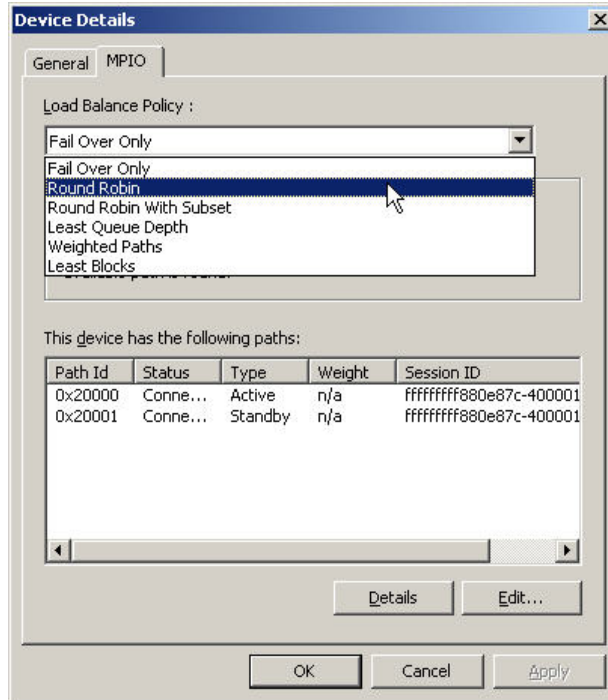 Device Details
General MPIO
Load Balance Policy :
Fail Over Only
Fail Over Only
Round Robin
Round Robin With Subset
Least Queue Depth
Weighted Paths
Least Blocks
This device has the following paths:
Path Id Status Type Weight Session ID
0x20000 Conne... Active n/a fffffffff880e87c-400001
0x20001 Conne... Standby n/a fffffffff880e87c-400001
Details Edit...
OK Cancel Apply